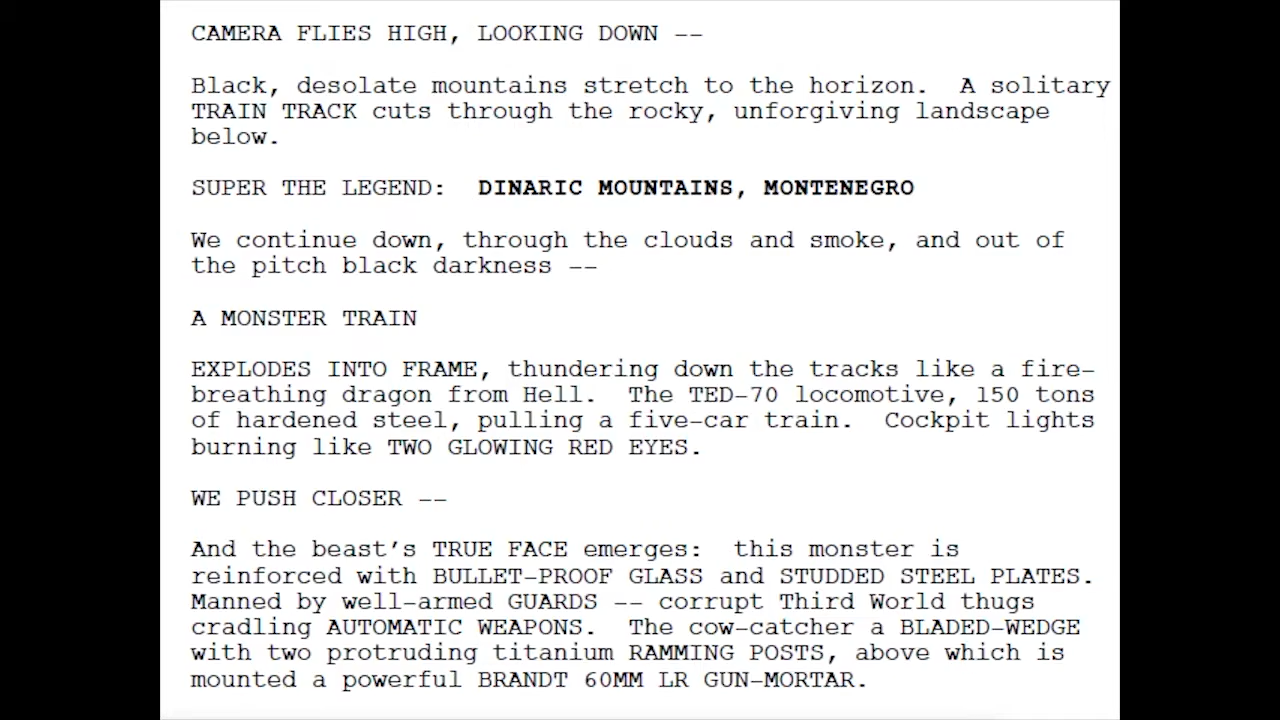 CAMERA FLIES HIGH, LOOKING DOWN --
Black, desolate mountains stretch to the horizon.  A solitary
TRAIN TRACK cuts through the rocky, unforgiving landscape
below.
SUPER THE LEGEND:  DINARIC MOUNTAINS, MONTENEGRO
We continue down, through the clouds and smoke, and out of
the pitch black darkness --
A MONSTER TRAIN
EXPLODES INTO FRAME, thundering down the tracks like a fire-
breathing dragon from Hell.  The TED-70 locomotive, 150 tons
of hardened steel, pulling a five-car train.  Cockpit lights
burning like TWO GLOWING RED EYES.
WE PUSH CLOSER --
And the beast's TRUE FACE emerges:  this monster is
reinforced with BULLET-PROOF GLASS and STUDDED STEEL PLATES.
Manned by well-armed GUARDS -- corrupt Third World thugs
cradling AUTOMATIC WEAPONS.  The cow-catcher a BLADED-WEDGE
with two protruding titanium RAMMING POSTS, above which is
mounted a powerful BRANDT 60MM LR GUN-MORTAR.